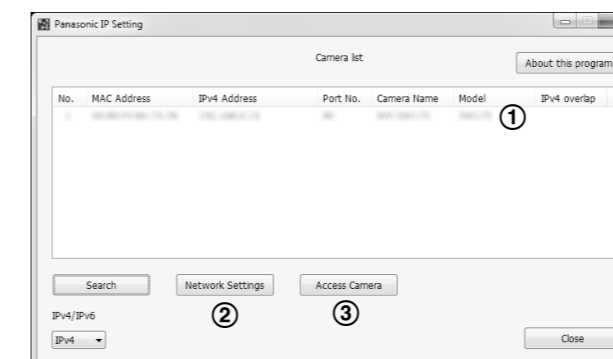 Panasonic IP Setting
Camera list
About this program
No. MAC Address IPv4 Address Port No. Camera Name Model IPv4 overlap
①
Search Network Settings Access Camera
② ③
IPv4/IPv6
IPv4 Close